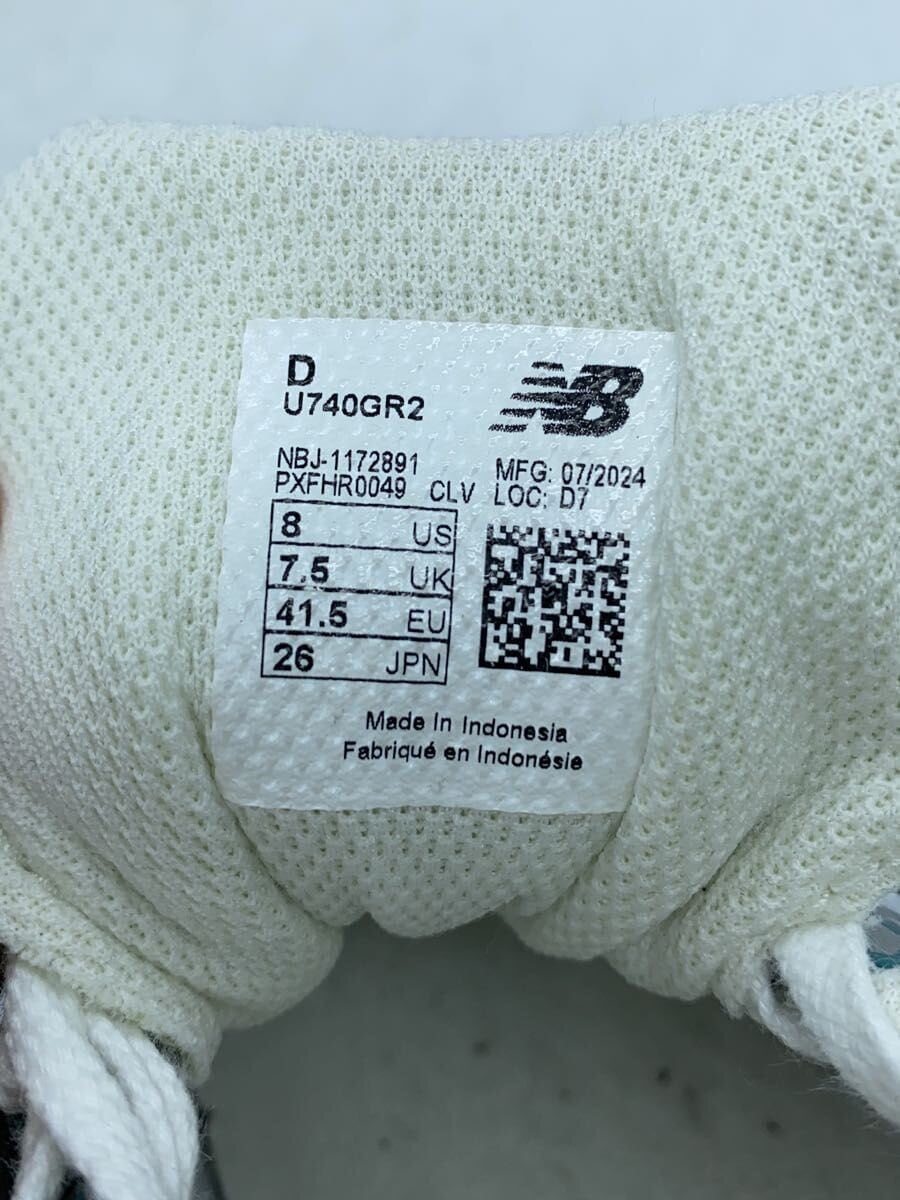 D
U740GR2
NB
NBJ-1172891
PXFHR0049 CLV
MFG: 07/2024
LOC: D7
8 US
7.5 UK
41.5 EU
26 JPN
Made In Indonesia
Fabriqué en Indonésie